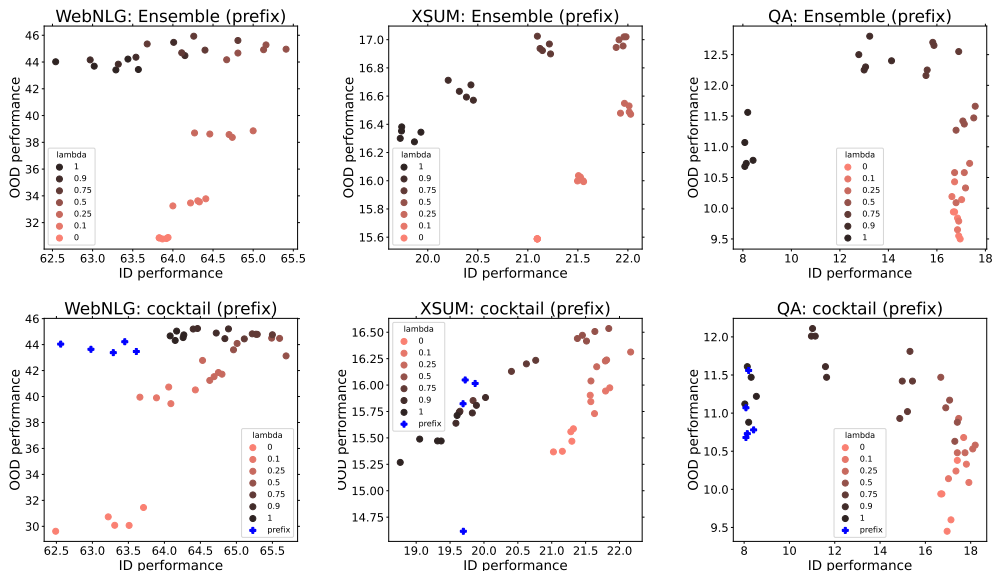 WebNLG: Ensemble (prefix)
OOD performance
46
44
42
40
38
36
34
32
lambda
1
0.9
0.75
0.5
0.25
0.1
0
62.5 63.0 63.5 64.0 64.5 65.0 65.5
ID performance
XSUM: Ensemble (prefix)
OOD performance
17.0
16.8
16.6
16.4
16.2
16.0
15.8
15.6
lambda
1
0.9
0.75
0.5
0.25
0.1
0
20.0 20.5 21.0 21.5 22.0
ID performance
QA: Ensemble (prefix)
OOD performance
12.5
12.0
11.5
11.0
10.5
10.0
9.5
lambda
0
0.1
0.25
0.5
0.75
0.9
1
8 10 12 14 16 18
ID performance
WebNLG: cocktail (prefix)
OOD performance
46
44
42
40
38
36
34
32
30
lambda
0
0.1
0.25
0.5
0.75
0.9
1
prefix
62.5 63.0 63.5 64.0 64.5 65.0 65.5
ID performance
XSUM: cocktail (prefix)
OOD performance
16.50
16.25
16.00
15.75
15.50
15.25
15.00
14.75
lambda
0
0.1
0.25
0.5
0.75
0.9
1
prefix
19.0 19.5 20.0 20.5 21.0 21.5 22.0
ID performance
QA: cocktail (prefix)
OOD performance
12.0
11.5
11.0
10.5
10.0
9.5
lambda
0
0.1
0.25
0.5
0.75
0.9
1
prefix
8 10 12 14 16 18
ID performance